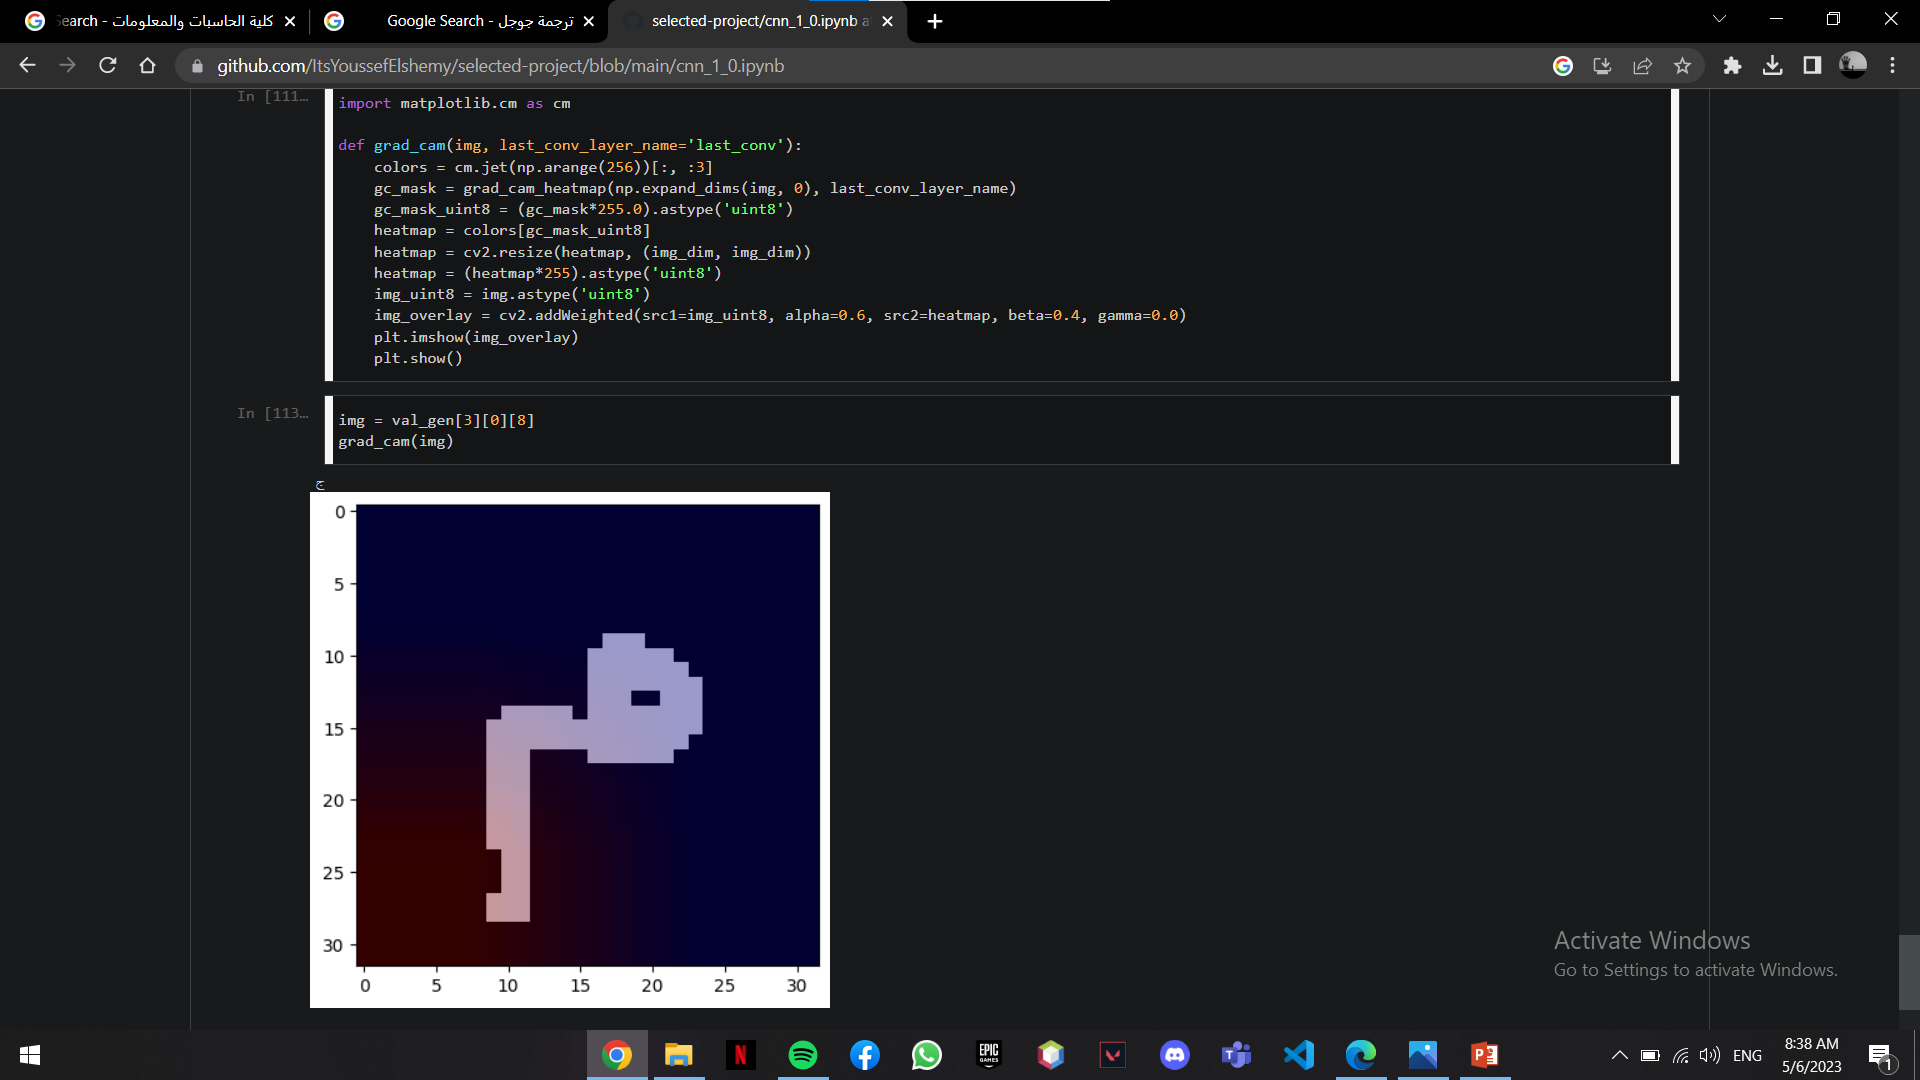 كلية الحاسبات والمعلومات - Search
ترجمة جوجل - Google Search
selected-project/cnn_1_0.ipynb a
github.com/ItsYoussefElshemy/selected-project/blob/main/cnn_1_0.ipynb
In [111...
import matplotlib.cm as cm
def grad_cam(img, last_conv_layer_name='last_conv'):
colors = cm.jet(np.arange(256))[:, :3]
gc_mask = grad_cam_heatmap(np.expand_dims(img, 0), last_conv_layer_name)
gc_mask_uint8 = (gc_mask*255.0).astype('uint8')
heatmap = colors[gc_mask_uint8]
heatmap = cv2.resize(heatmap, (img_dim, img_dim))
heatmap = (heatmap*255).astype('uint8')
img_uint8 = img.astype('uint8')
img_overlay = cv2.addWeighted(src1=img_uint8, alpha=0.6, src2=heatmap, beta=0.4, gamma=0.0)
plt.imshow(img_overlay)
plt.show()
In [113...
img = val_gen[3][0][8]
grad_cam(img)
0
5
10
15
20
25
30
0 5 10 15 20 25 30
Activate Windows
Go to Settings to activate Windows.
EPIC GAMES
ENG
8:38 AM
5/6/2023
1